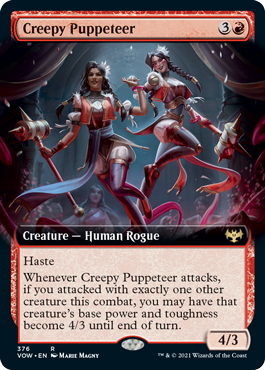 Creepy Puppeteer 3
Creature — Human Rogue
Haste
Whenever Creepy Puppeteer attacks,
if you attacked with exactly one other
creature this combat, you may have that
creature's base power and toughness
become 4/3 until end of turn.
4/3
376 R
VOW • EN MARIE MAGNY
™ & © 2021 Wizards of the Coast